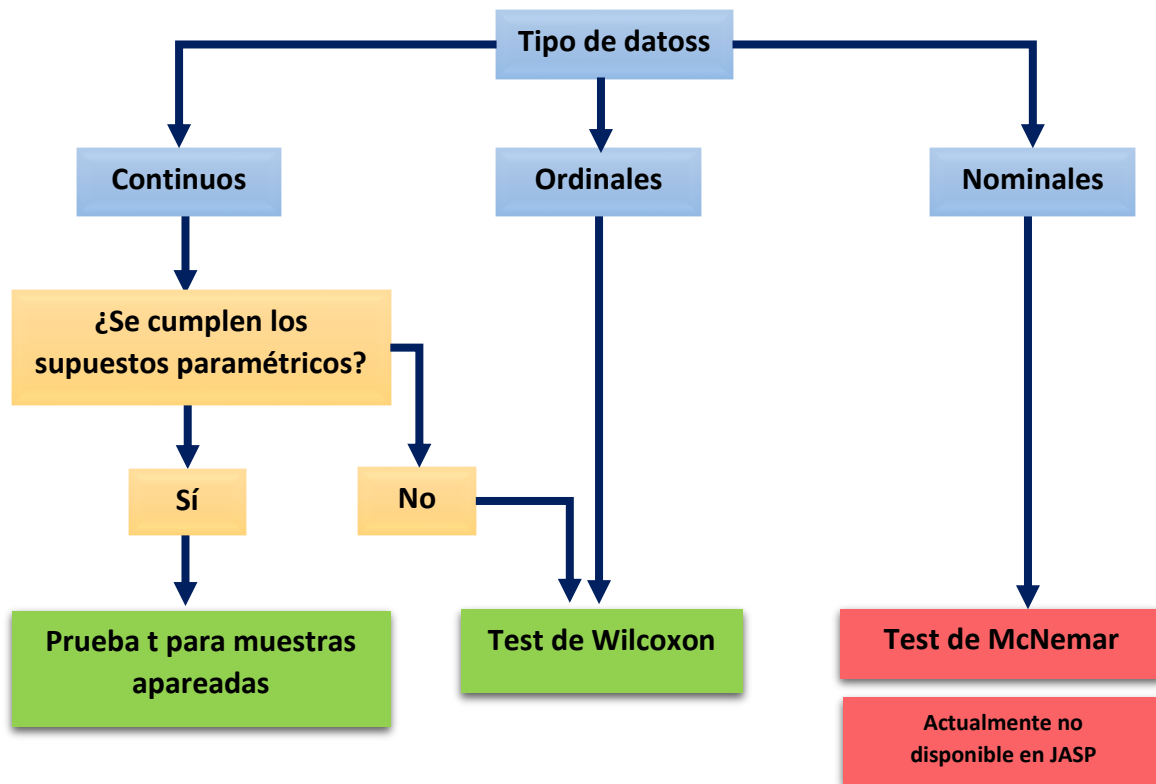 Tipo de datoss
Continuos
Ordinales
Nominales
¿Se cumplen los
supuestos paramétricos?
Sí
No
Prueba t para muestras
apareadas
Test de Wilcoxon
Test de McNemar
Actualmente no
disponible en JASP